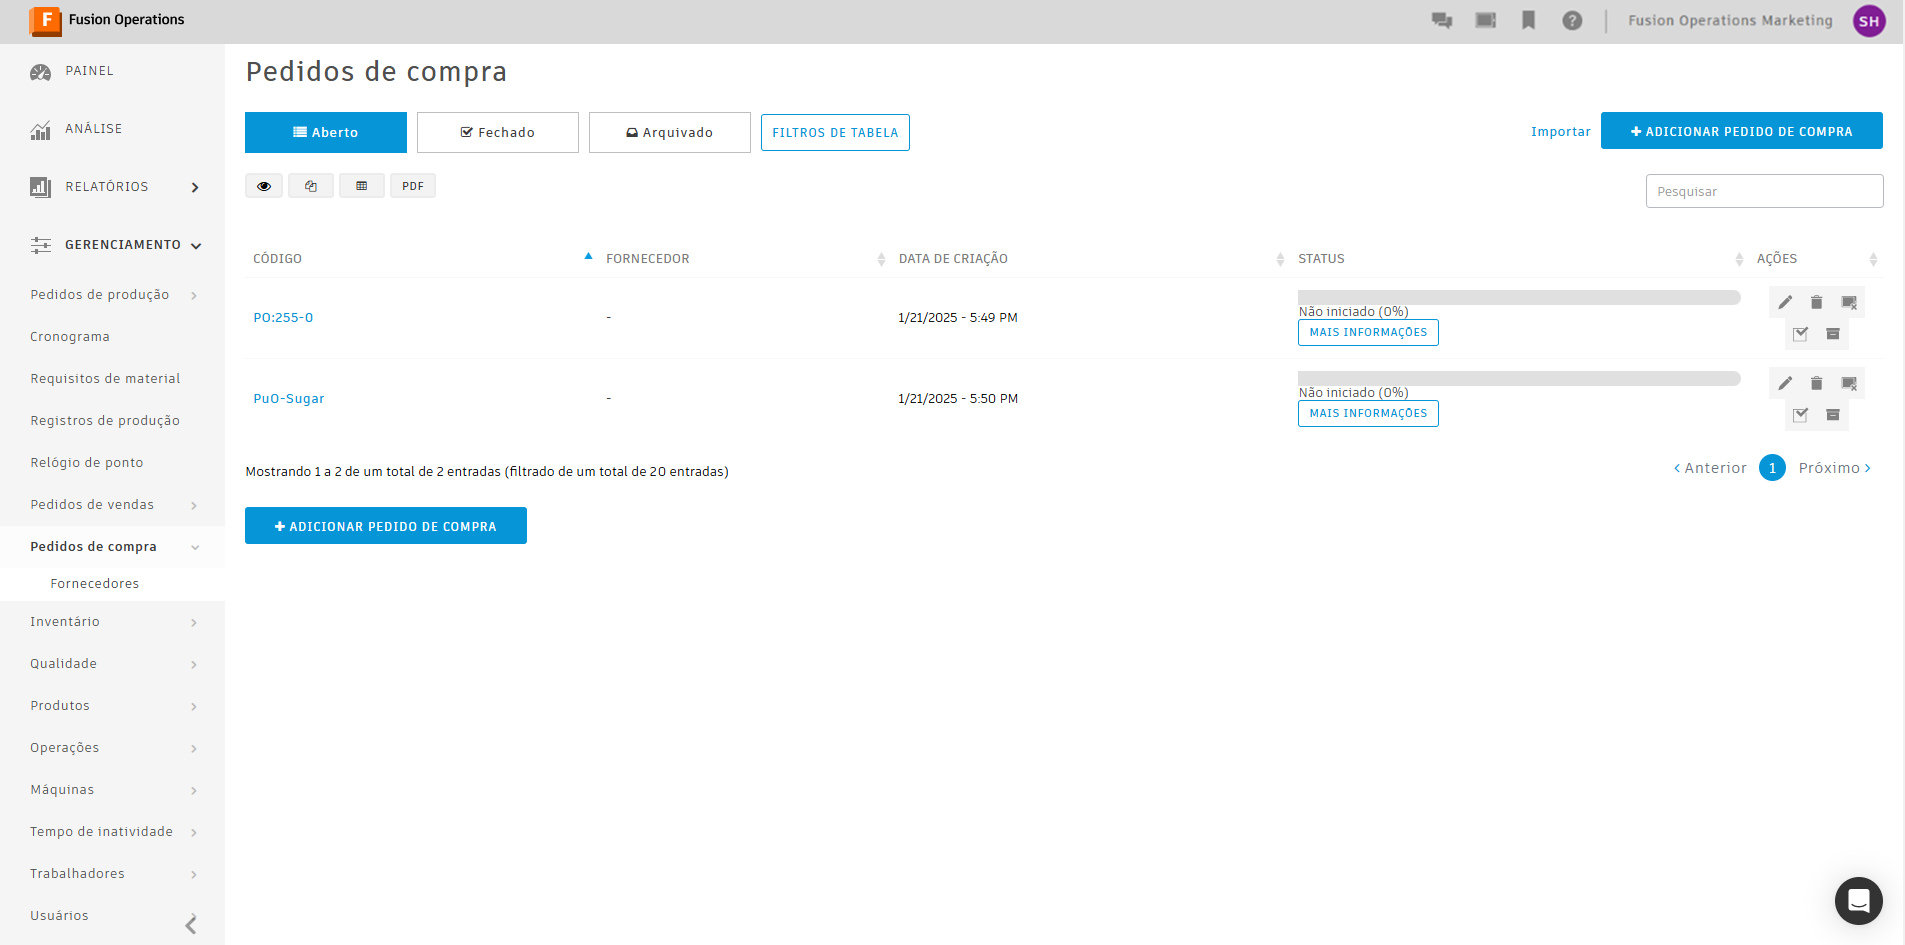 F Fusion Operations
? Fusion Operations Marketing SH
PAINEL
ANÁLISE
RELATÓRIOS
GERENCIAMENTO
Pedidos de produção
Cronograma
Requisitos de material
Registros de produção
Relógio de ponto
Pedidos de vendas
Pedidos de compra
Fornecedores
Inventário
Qualidade
Produtos
Operações
Máquinas
Tempo de inatividade
Trabalhadores
Usuários
Pedidos de compra
Aberto Fechado Arquivado FILTROS DE TABELA Importar + ADICIONAR PEDIDO DE COMPRA
PDF Pesquisar
CÓDIGO FORNECEDOR DATA DE CRIAÇÃO STATUS AÇÕES
PO:255-0 - 1/21/2025 - 5:49 PM Não iniciado (0%)
MAIS INFORMAÇÕES
PuO-Sugar - 1/21/2025 - 5:50 PM Não iniciado (0%)
MAIS INFORMAÇÕES
Mostrando 1 a 2 de um total de 2 entradas (filtrado de um total de 20 entradas) < Anterior 1 Próximo >
+ ADICIONAR PEDIDO DE COMPRA